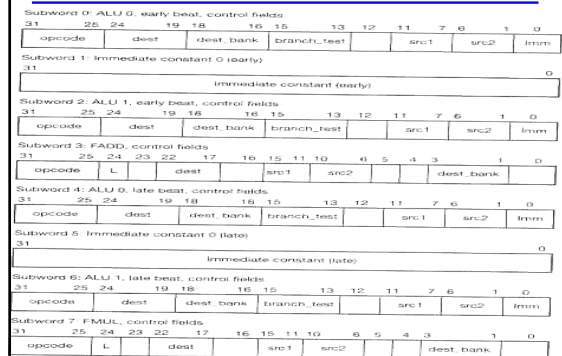 Subword 0: ALU 0, early beat, control fields
31 25 24 19 18 16 15 13 12 11 7 6 1 0
opcode dest dest_bank branch_test src1 src2 Imm
Subword 1: Immediate constant 0 (early)
31 0
Immediate constant (early)
Subword 2: ALU 1, early beat, control fields
31 25 24 19 18 16 15 13 12 11 7 6 1 0
opcode dest dest_bank branch_test src1 src2 Imm
Subword 3: FADD, control fields
31 25 24 23 22 17 16 15 11 10 6 5 4 3 1 0
opcode L dest src1 src2 dest_bank
Subword 4: ALU 0, late beat, control fields
31 25 24 19 18 16 15 13 12 11 7 6 1 0
opcode dest dest_bank branch_test src1 src2 Imm
Subword 5: Immediate constant 0 (late)
31 0
Immediate constant (late)
Subword 6: ALU 1, late beat, control fields
31 25 24 19 18 16 15 13 12 11 7 6 1 0
opcode dest dest_bank branch_test src1 src2 Imm
Subword 7: FMUL, control fields
31 25 24 23 22 17 16 15 11 10 6 5 4 3 1 0
opcode L dest src1 src2 dest_bank